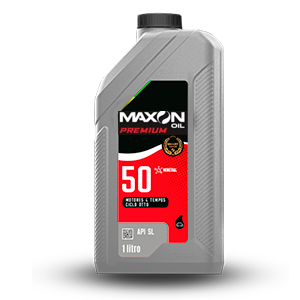 MAXON
OIL
PREMIUM
50
MINERAL
MOTORES 4 TEMPOS
CICLO OTTO
API SL
1 litro